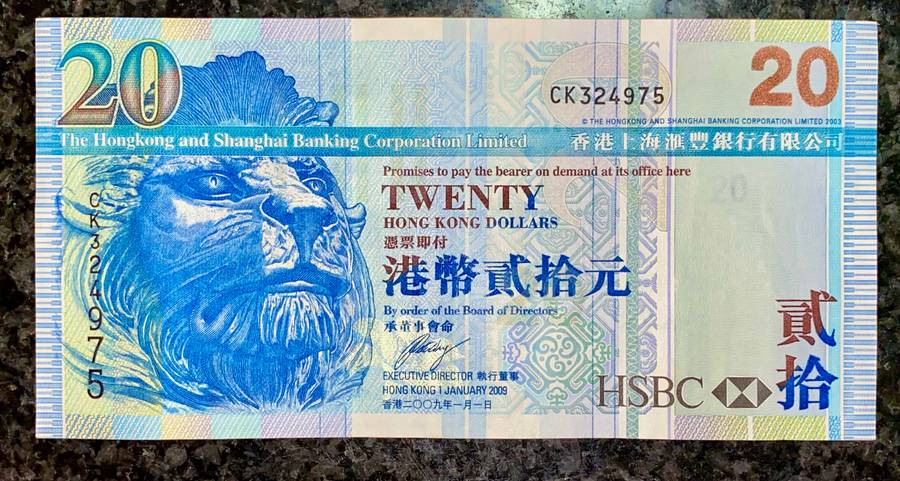 20
CK324975
20
© THE HONGKONG AND SHANGHAI BANKING CORPORATION LIMITED 2003
The Hongkong and Shanghai Banking Corporation Limited 香港上海滙豐銀行有限公司
Promises to pay the bearer on demand at its office here
TWENTY
HONG KONG DOLLARS
憑票即付
港幣貳拾元
By order of the Board of Directors
承董事會命
EXECUTIVE DIRECTOR 執行董事
HONG KONG 1 JANUARY 2009
香港二〇〇九年一月一日
CK324975
20
HSBC
貳拾